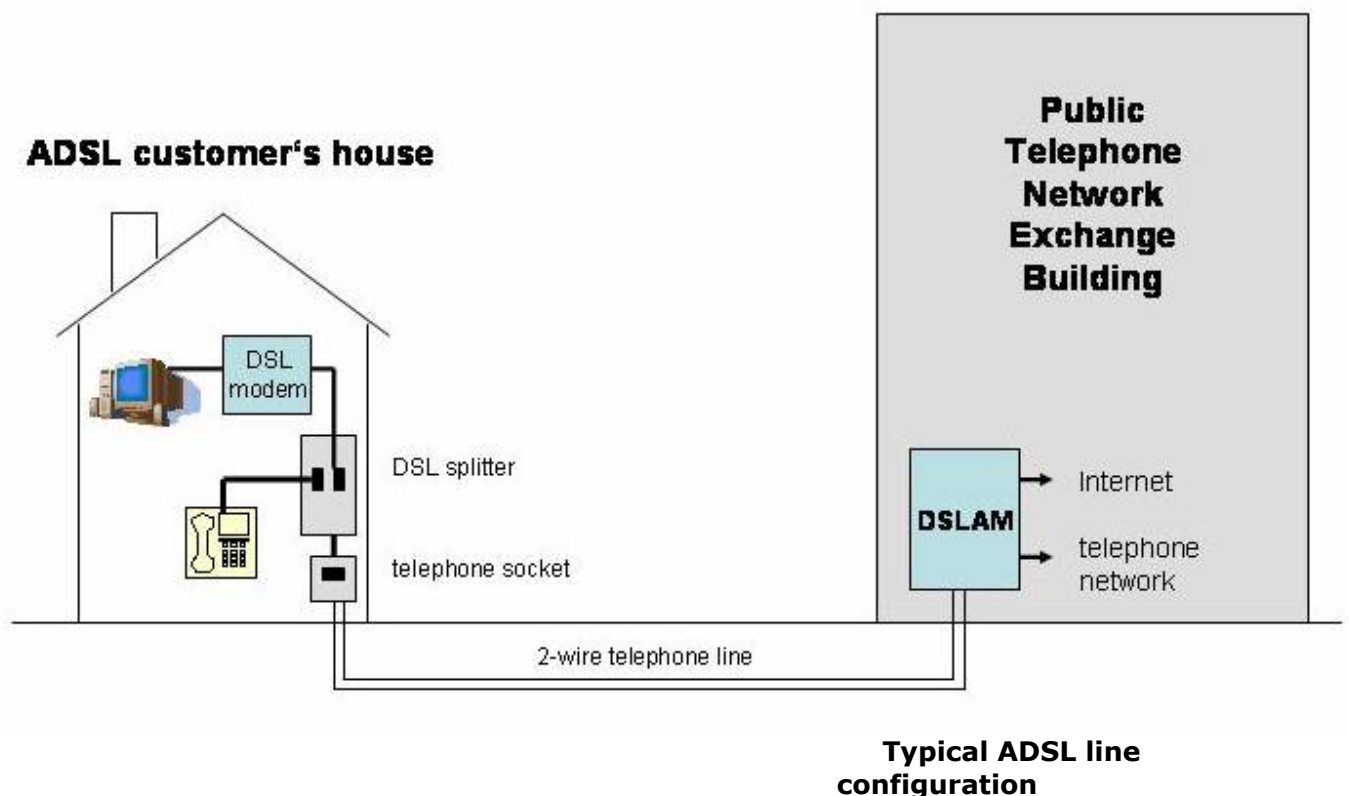 ADSL customer's house
DSL
modem
DSL splitter
telephone socket
2-wire telephone line
Public
Telephone
Network
Exchange
Building
DSLAM
Internet
telephone
network
Typical ADSL line
configuration